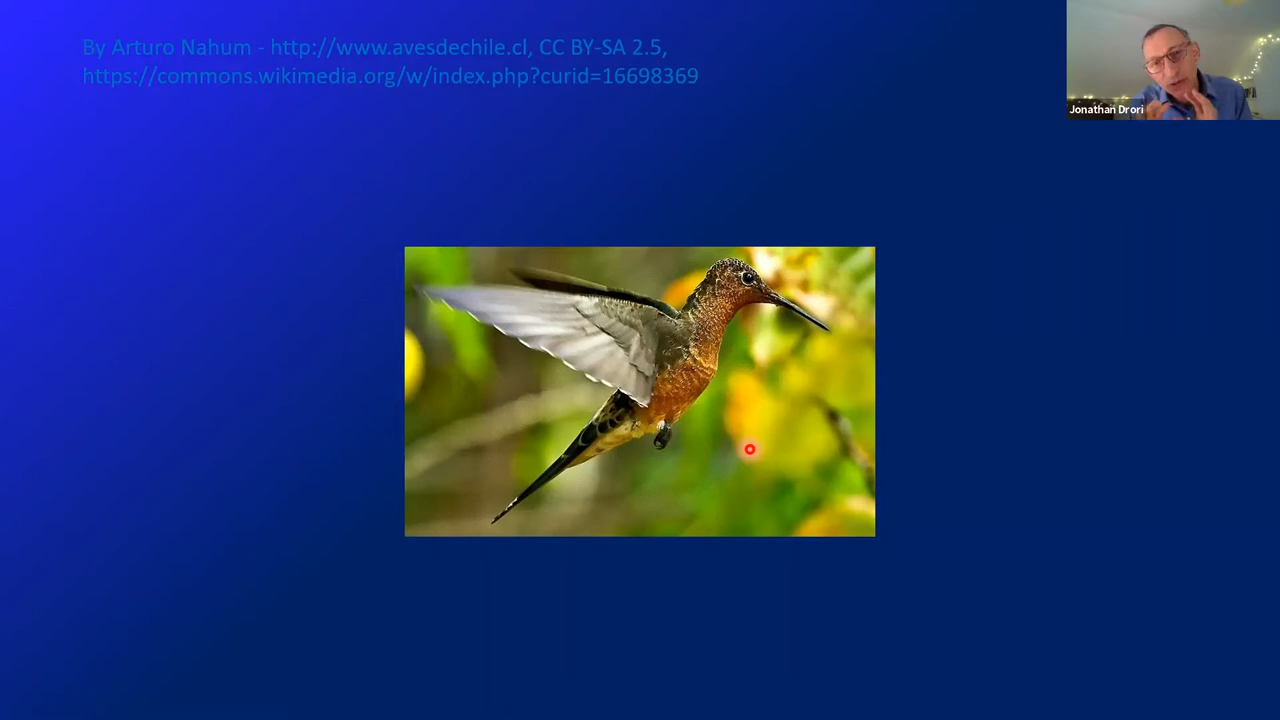 By Arturo Nahum - http://www.avesdechile.cl, CC BY-SA 2.5,
https://commons.wikimedia.org/w/index.php?curid=16698369
Jonathan Drori